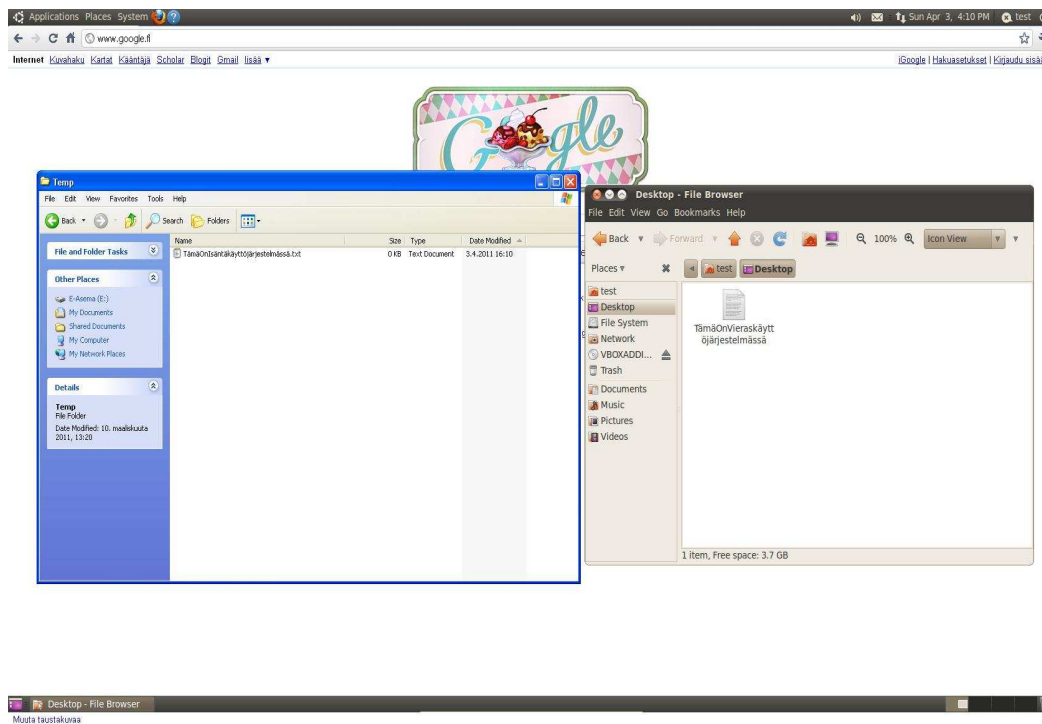 Applications Places System
Sun Apr 3, 4:10 PM test
www.google.fi
Internet Kuvahaku Kartat Kääntäjä Scholar Blogit Gmail lisää ▼
iGoogle | Hakuasetukset | Kirjaudu sisää
Google
Temp
File Edit View Favorites Tools Help
Back Search Folders
File and Folder Tasks
Other Places
E-Asema (E:)
My Documents
Shared Documents
My Computer
My Network Places
Details
Temp
File Folder
Date Modified: 10. maaliskuuta
2011, 13:20
Name Size Type Date Modified
TämäOnIsäntäkäyttöjärjestelmässä.txt 0 KB Text Document 3.4.2011 16:10
Desktop - File Browser
File Edit View Go Bookmarks Help
Back Forward 100% Icon View
Places test Desktop
test
Desktop
File System
Network
VBOXADDI...
Trash
Documents
Music
Pictures
Videos
TämäOnVieraskäytt
öjärjestelmässä
1 item, Free space: 3.7 GB
Desktop - File Browser
Muuta taustakuvaa